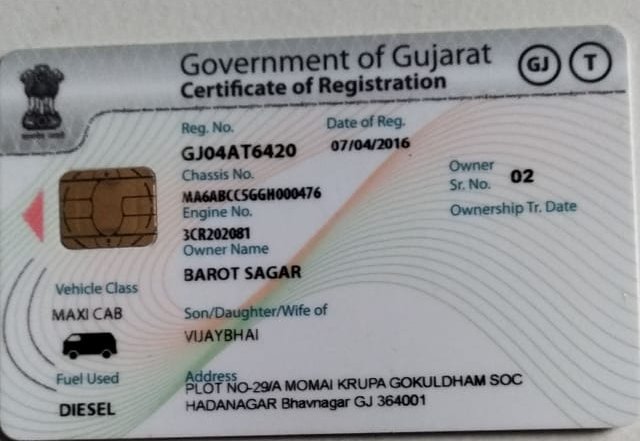 Government of Gujarat
Certificate of Registration
GJ T
Reg. No. Date of Reg.
GJ04AT6420 07/04/2016
Chassis No.
MA6ABCC5GGH000476
Engine No.
3CR202081
Owner Sr. No. 02
Ownership Tr. Date
Owner Name
BAROT SAGAR
Vehicle Class
MAXI CAB
Son/Daughter/Wife of
VIJAYBHAI
Fuel Used
DIESEL
Address
PLOT NO-29/A MOMAI KRUPA GOKULDHAM SOC
HADANAGAR Bhavnagar GJ 364001